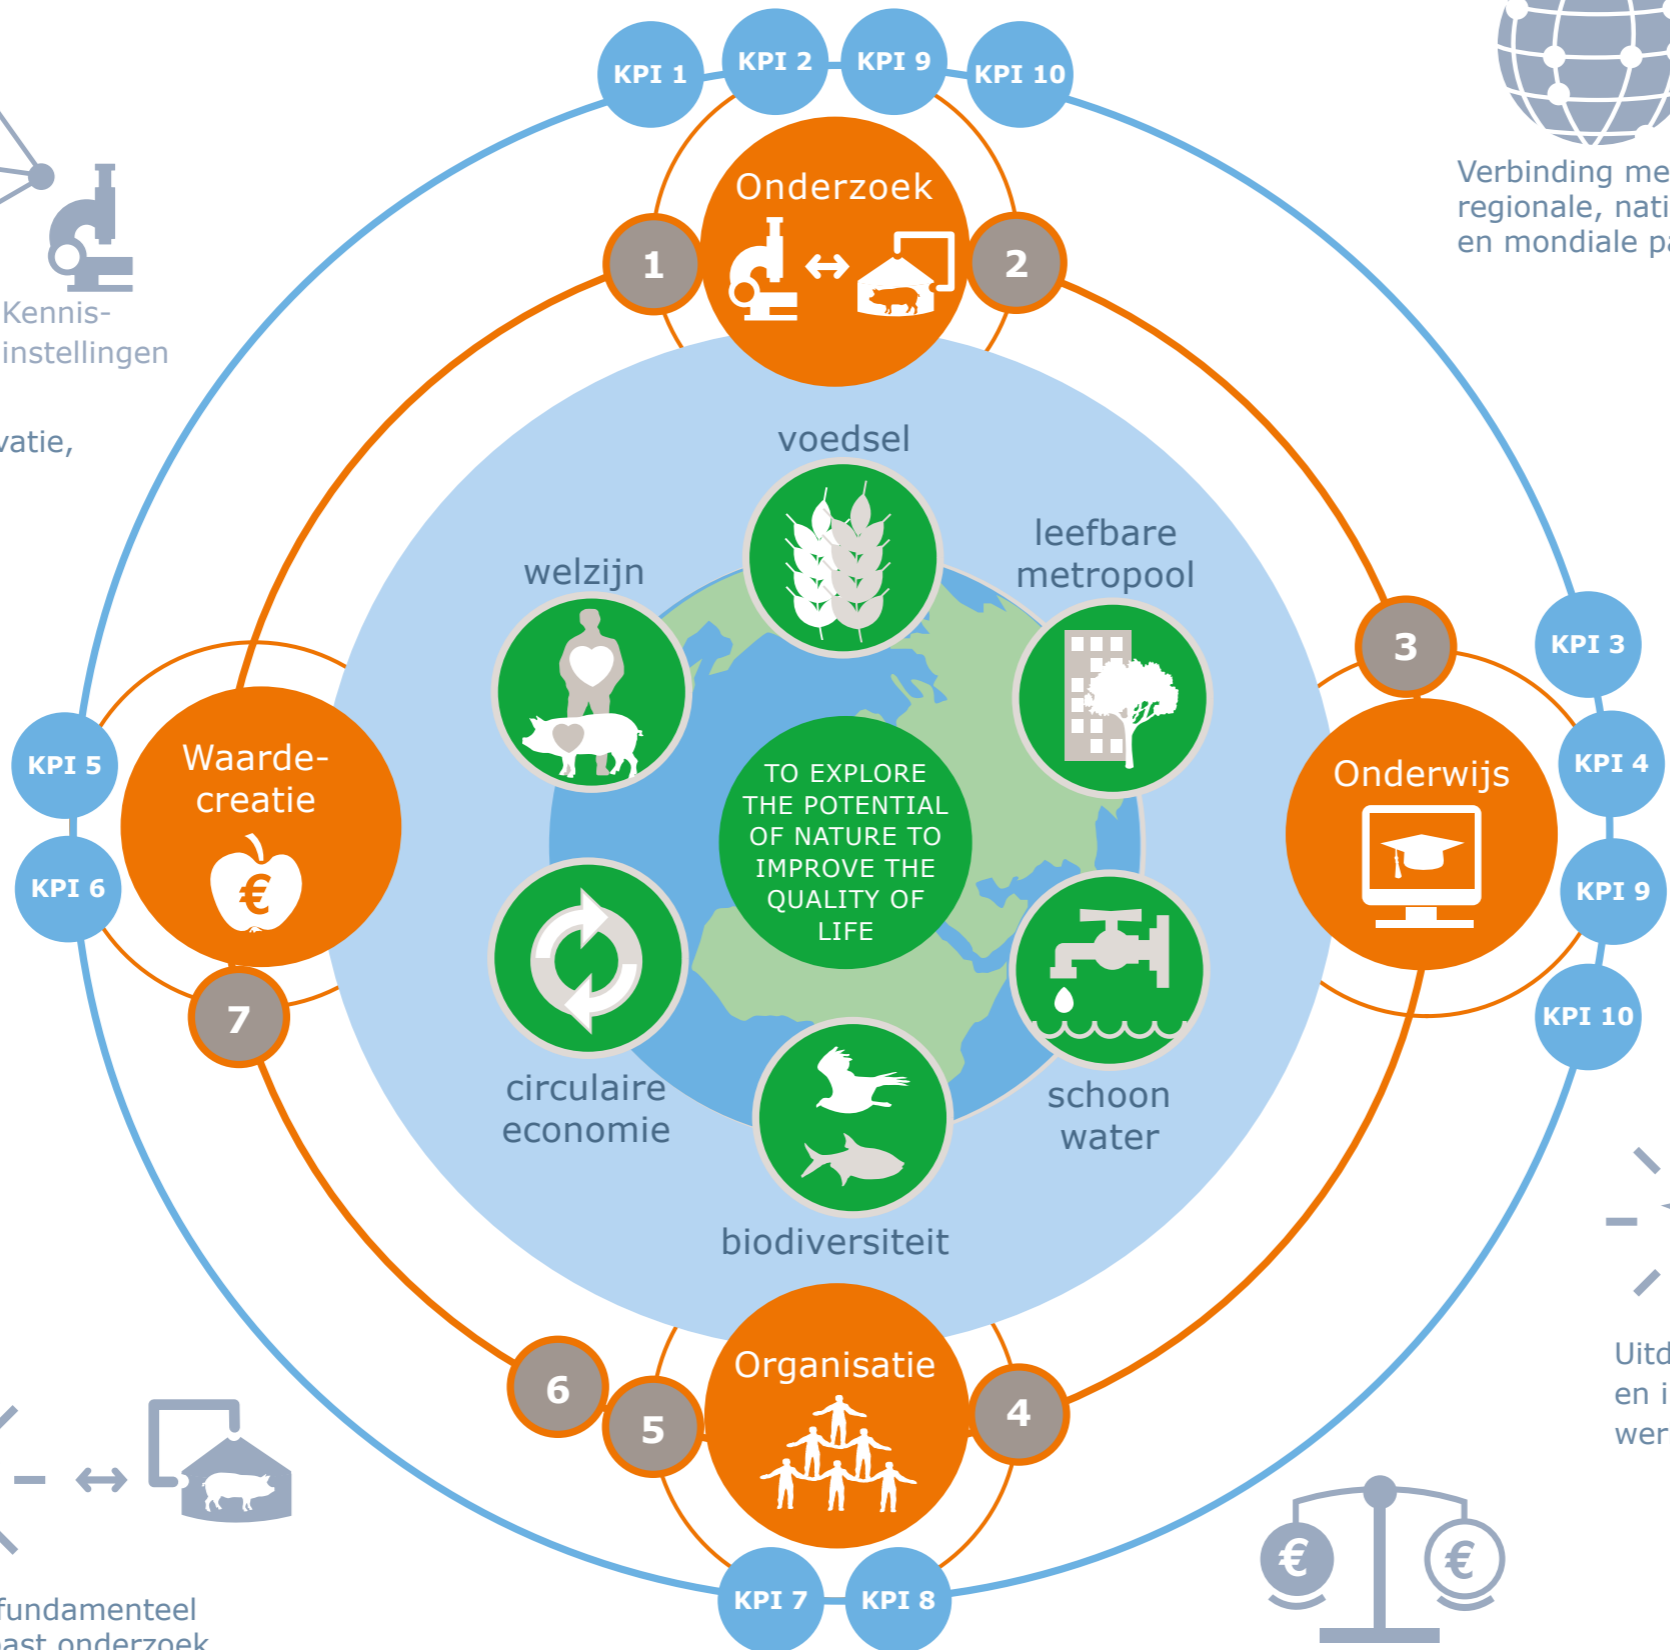 KPI 1
KPI 2
KPI 9
KPI 10
Onderzoek
1
2
Verbinding me
regionale, nati
en mondiale pa
Kennis-
instellingen
vatie,
voedsel
leefbare
metropool
welzijn
3
KPI 3
KPI 4
KPI 9
KPI 10
Onderwijs
KPI 5
KPI 6
Waarde-
creatie
€
7
TO EXPLORE
THE POTENTIAL
OF NATURE TO
IMPROVE THE
QUALITY OF
LIFE
circulaire
economie
schoon
water
biodiversiteit
Organisatie
6
5
4
KPI 7
KPI 8
Uitd
en i
wer
€
€
fundamenteel
past onderzoek